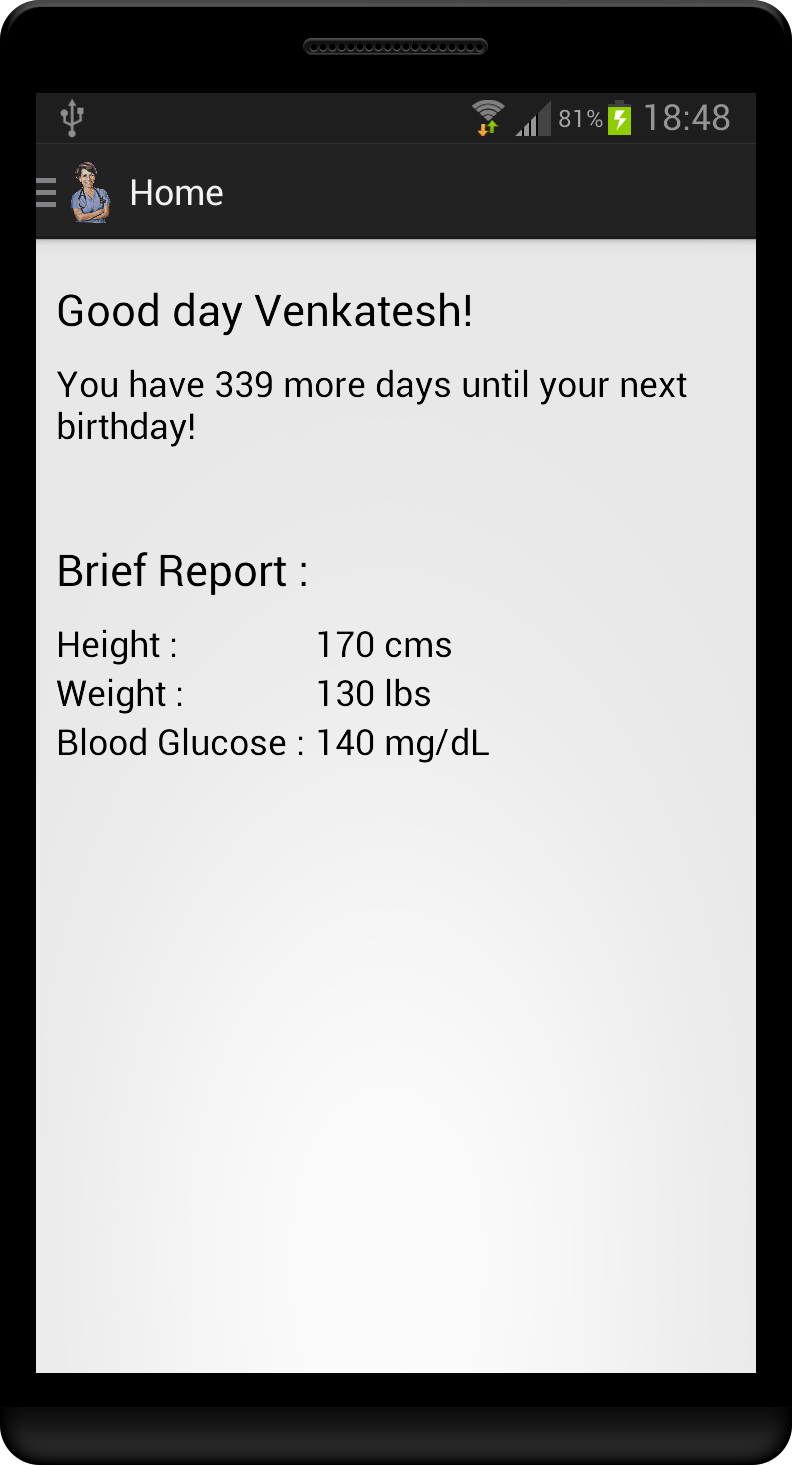 81% 18:48
Home
Good day Venkatesh!
You have 339 more days until your next
birthday!
Brief Report :
Height : 170 cms
Weight : 130 lbs
Blood Glucose : 140 mg/dL